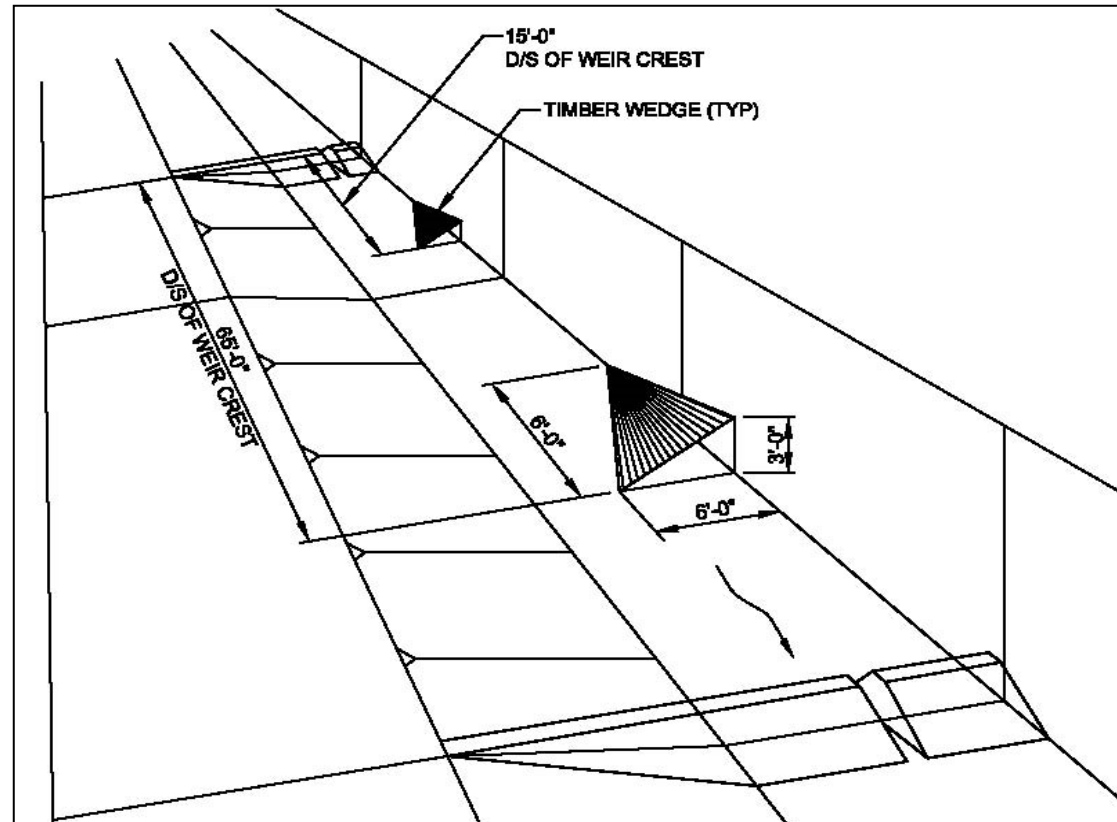 15'-0"
D/S OF WEIR CREST
TIMBER WEDGE (TYP)
65'-0"
D/S OF WEIR CREST
6'-0"
3'-0"
6'-0"